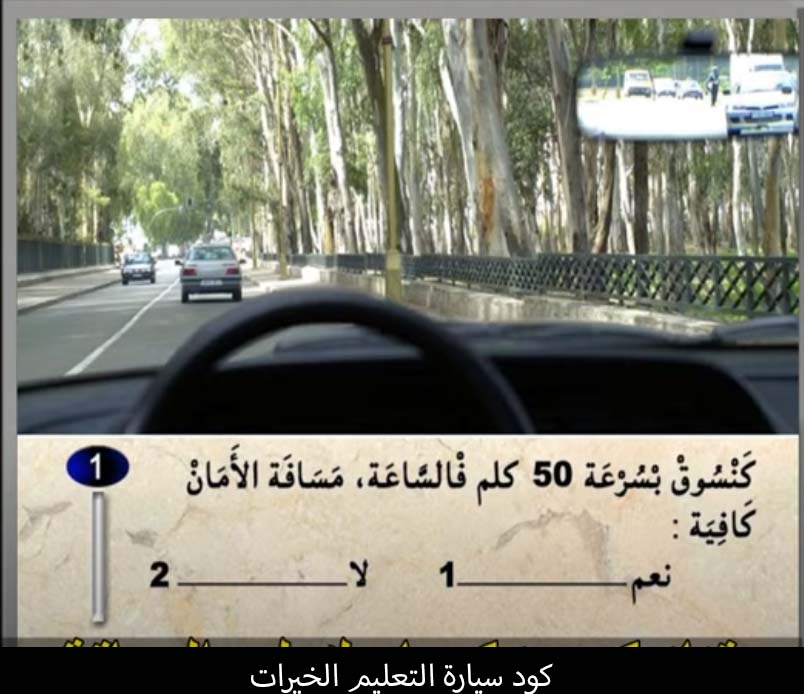 1
كَنْسُوقْ بْسُرْعَة 50 كلم فْالسَّاعَة، مَسَافَة الأَمَانْ
كَافِيَة :
نعم 1 لا 2
كود سيارة التعليم الخيرات